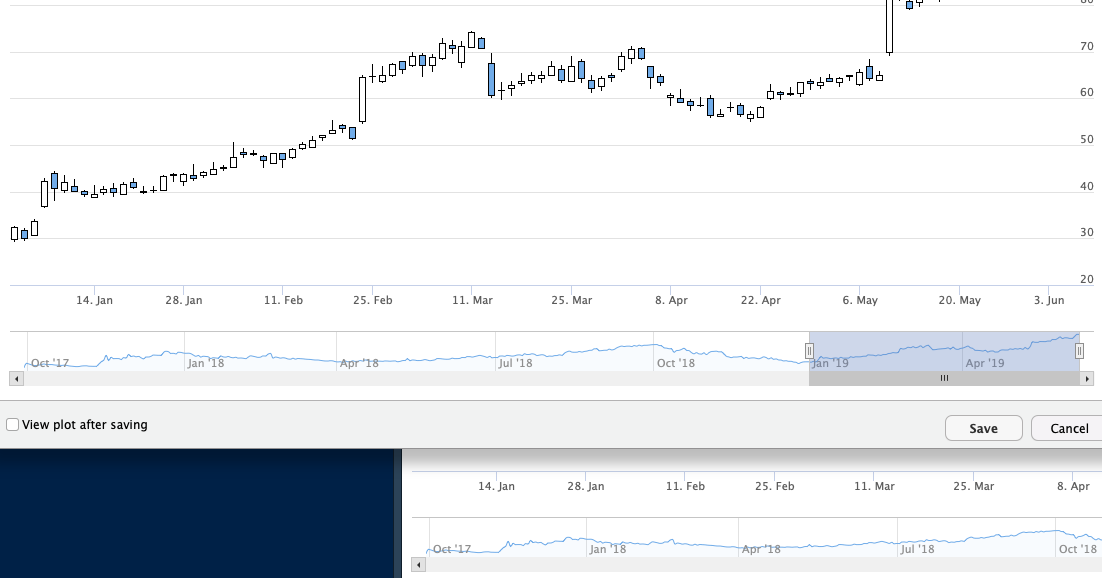 80
70
60
50
40
30
20
14. Jan 28. Jan 11. Feb 25. Feb 11. Mar 25. Mar 8. Apr 22. Apr 6. May 20. May 3. Jun
Oct '17 Jan '18 Apr '18 Jul '18 Oct '18 Jan '19 Apr '19
View plot after saving Save Cancel
14. Jan 28. Jan 11. Feb 25. Feb 11. Mar 25. Mar 8. Apr
Oct '17 Jan '18 Apr '18 Jul '18 Oct '18